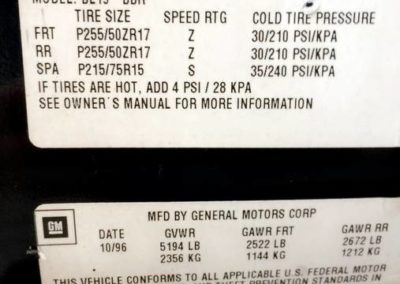 TIRE SIZE SPEED RTG COLD TIRE PRESSURE
FRT P255/50ZR17 Z 30/210 PSI/KPA
RR P255/50ZR17 Z 30/210 PSI/KPA
SPA P215/75R15 S 35/240 PSI/KPA
IF TIRES ARE HOT, ADD 4 PSI / 28 KPA
SEE OWNER'S MANUAL FOR MORE INFORMATION
GM
MFD BY GENERAL MOTORS CORP
DATE GVWR GAWR FRT GAWR RR
10/96 5194 LB 2522 LB 2672 LB
2356 KG 1144 KG 1212 KG
THIS VEHICLE CONFORMS TO ALL APPLICABLE U.S. FEDERAL MOTOR
PREVENTION STANDARDS IN